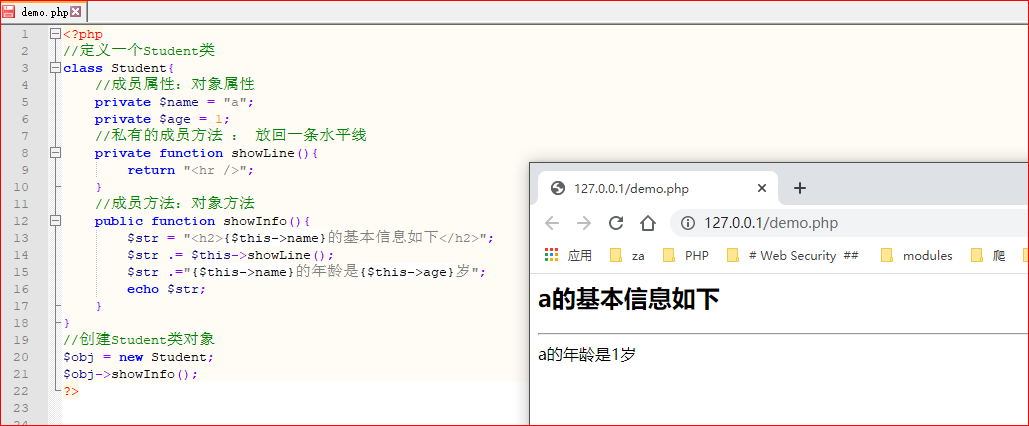 demo.php
1 <?php
2 //定义一个Student类
3 class Student{
4 //成员属性：对象属性
5 private $name = "a";
6 private $age = 1;
7 //私有的成员方法 ： 放回一条水平线
8 private function showLine(){
9 return "<hr />";
10 }
11 //成员方法：对象方法
12 public function showInfo(){
13 $str = "<h2>{$this->name}的基本信息如下</h2>";
14 $str .= $this->showLine();
15 $str .="{$this->name}的年龄是{$this->age}岁";
16 echo $str;
17 }
18 }
19 //创建Student类对象
20 $obj = new Student;
21 $obj->showInfo();
22 ?>
23
24
127.0.0.1/demo.php
127.0.0.1/demo.php
应用 za PHP # Web Security ## modules 爬
a的基本信息如下
a的年龄是1岁